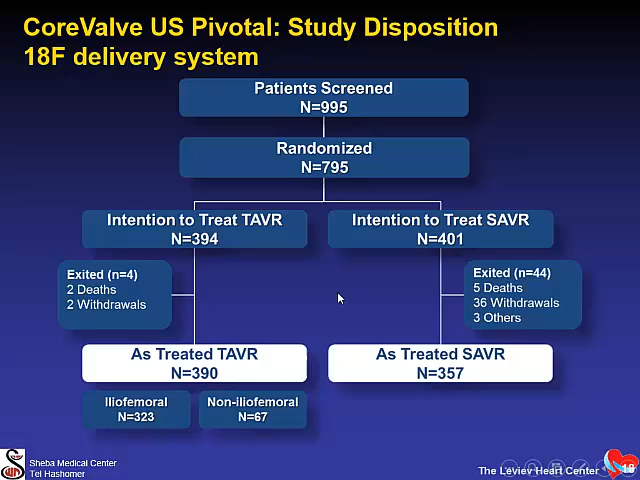 CoreValve US Pivotal: Study Disposition
18F delivery system
Patients Screened
N=995
Randomized
N=795
Intention to Treat TAVR
N=394
Intention to Treat SAVR
N=401
Exited (n=4)
2 Deaths
2 Withdrawals
Exited (n=44)
5 Deaths
36 Withdrawals
3 Others
As Treated TAVR
N=390
As Treated SAVR
N=357
Iliofemoral
N=323
Non-iliofemoral
N=67
Sheba Medical Center
Tel Hashomer
The Leviev Heart Center
18